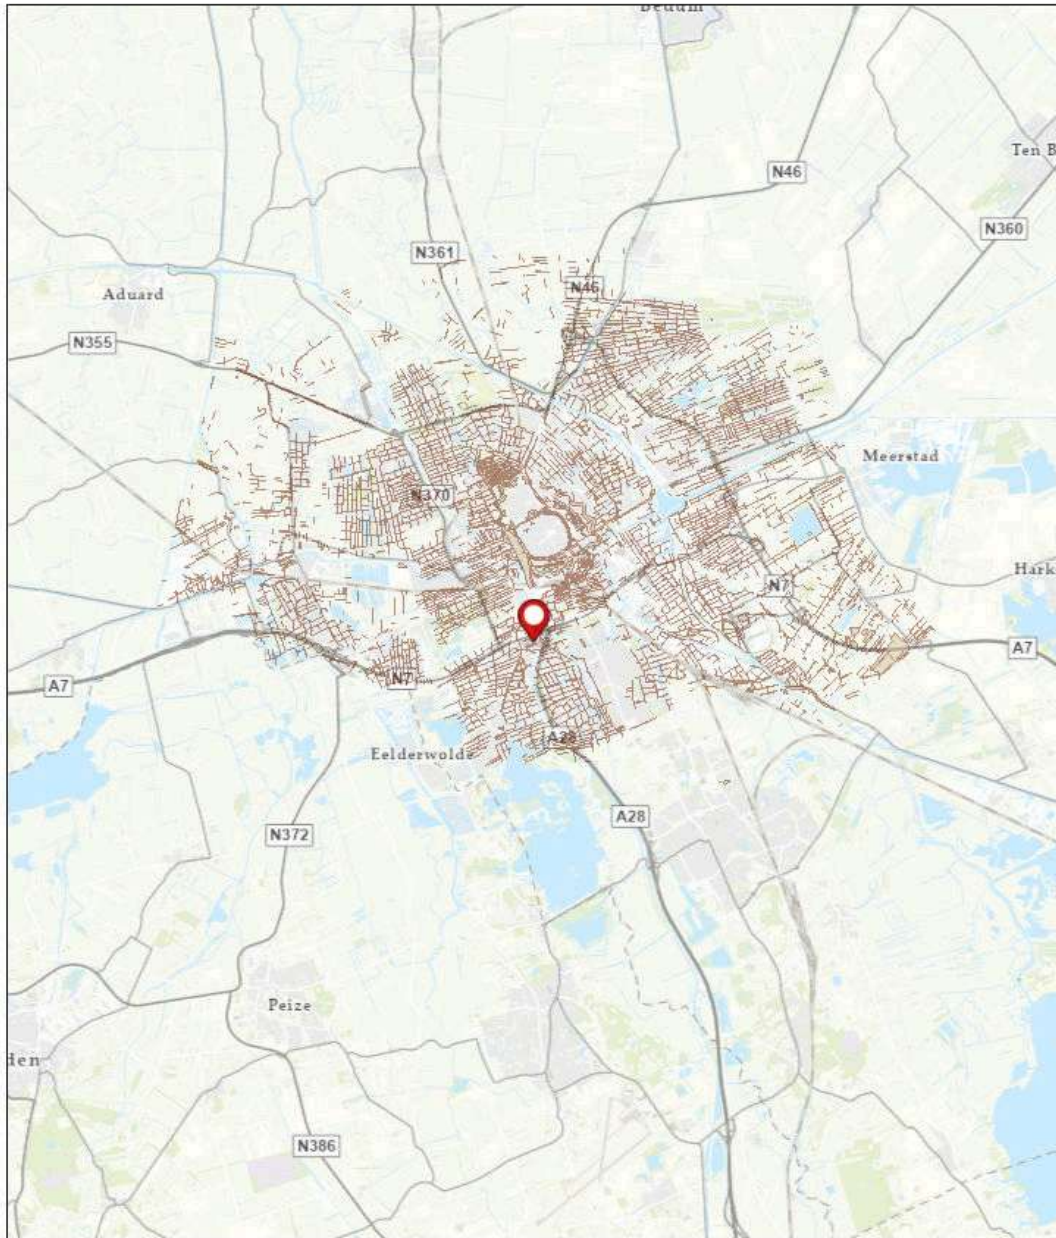 Bedum
Ten B
N46
N360
N361
N46
Aduard
N355
Meerstad
N370
Hark
N7
A7
N7
A7
Eelderwolde
A28
A28
N372
Peize
den
N386